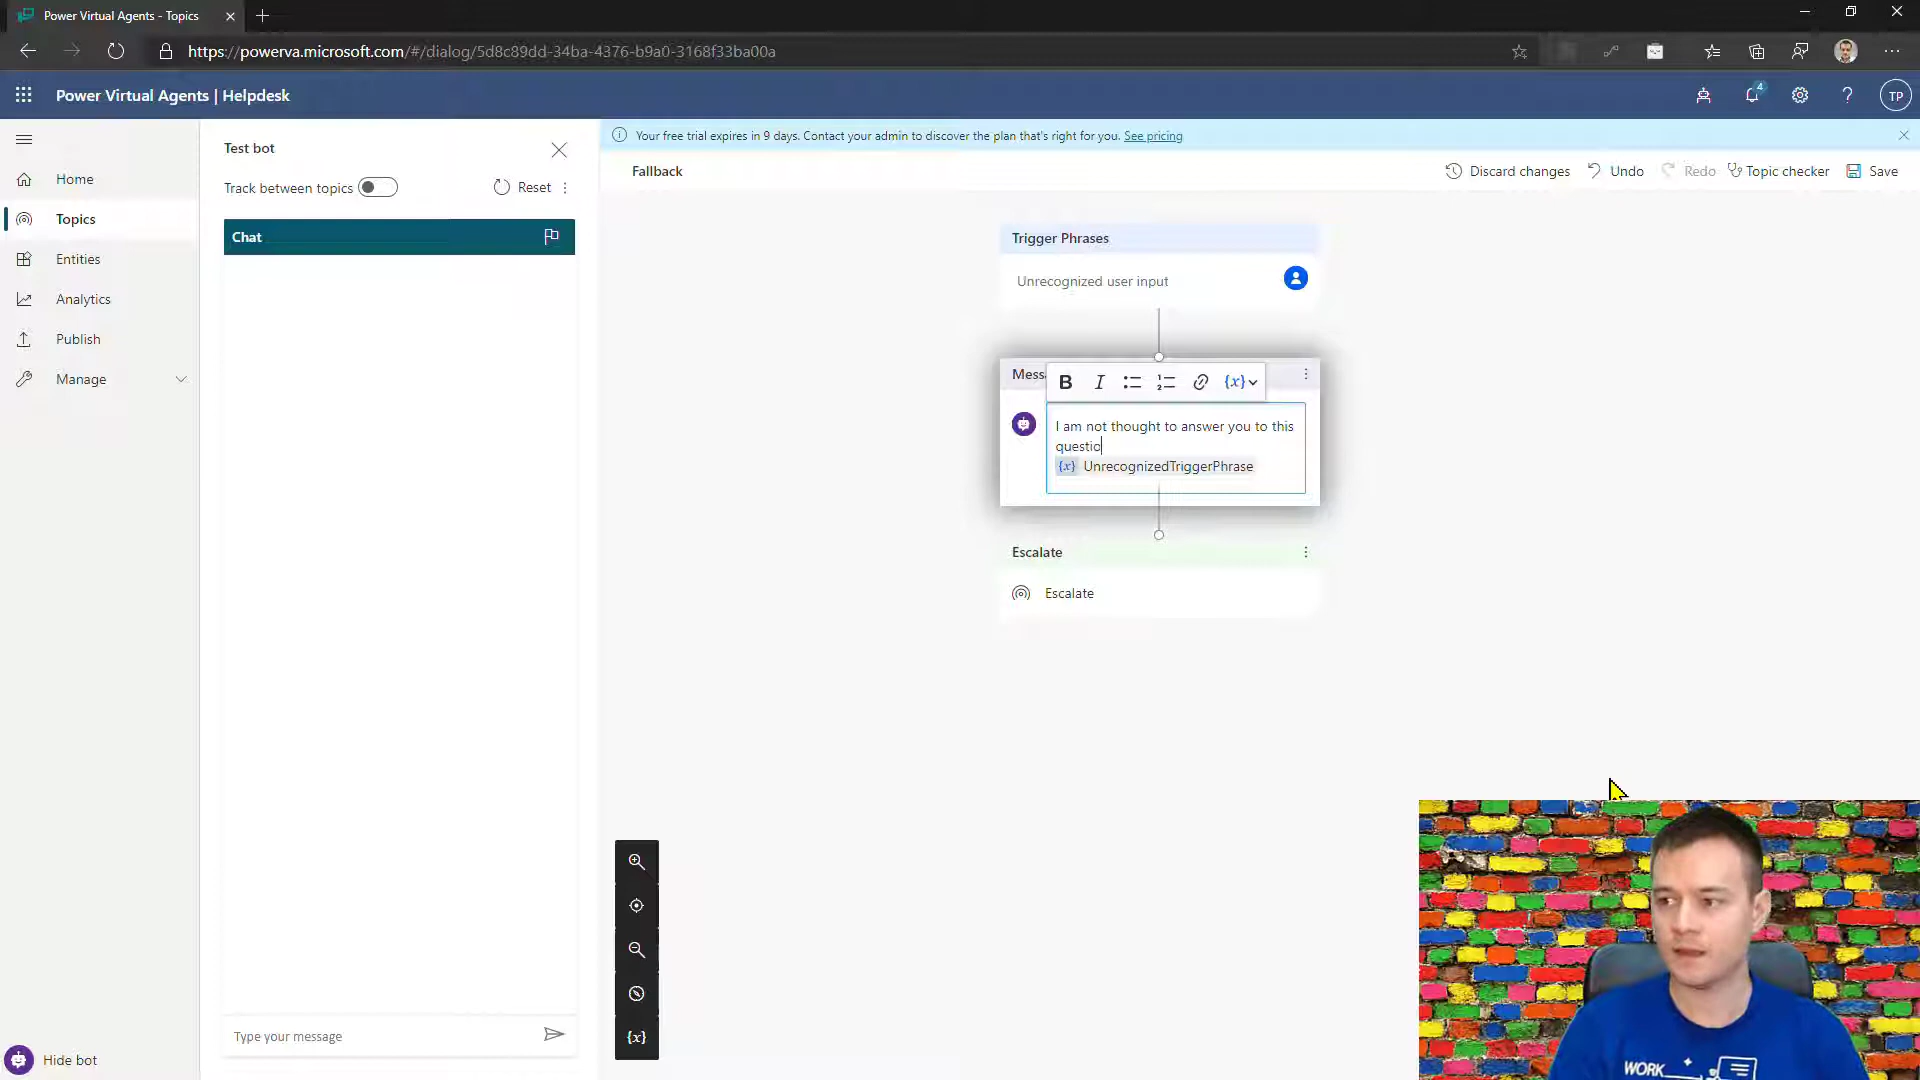 Power Virtual Agents - Topics
https://powerva.microsoft.com/#/dialog/5d8c89dd-34ba-4376-b9a0-3168f33ba00a
Power Virtual Agents | Helpdesk
4
TP
Home
Topics
Entities
Analytics
Publish
Manage
Hide bot
Test bot
Track between topics
Reset
Chat
Type your message
Your free trial expires in 9 days. Contact your admin to discover the plan that's right for you. See pricing
Fallback
Discard changes
Undo
Redo
Topic checker
Save
Trigger Phrases
Unrecognized user input
Messa
B I {x}
I am not thought to answer you to this
questio
{x} UnrecognizedTriggerPhrase
Escalate
Escalate
{x}
WORK